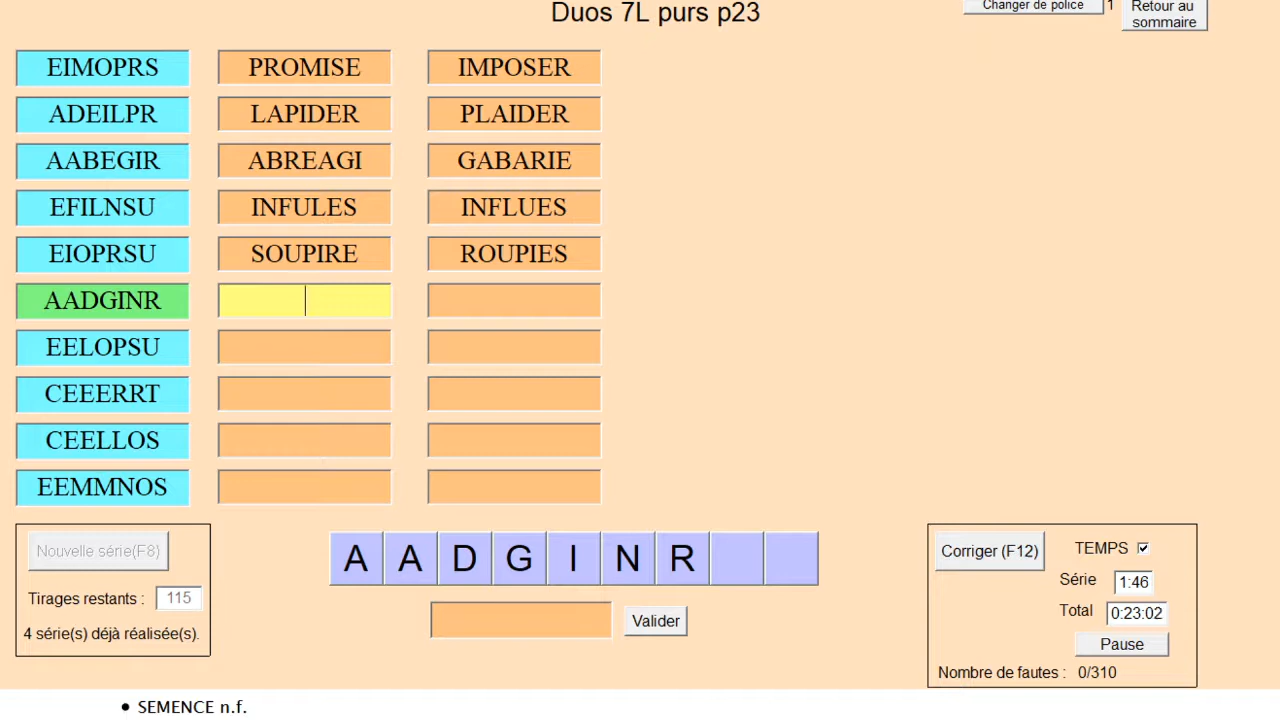 Duos 7L purs p23
Changer de police 1 Retour au sommaire
EIMOPRS PROMISE IMPOSER
ADEILPR LAPIDER PLAIDER
AABEGIR ABREAGI GABARIE
EFILNSU INFULES INFLUES
EIOPRSU SOUPIRE ROUPIES
AADGINR
EELOPSU
CEEERRT
CEELLOS
EEMMNOS
Nouvelle série(F8)
Tirages restants : 115
4 série(s) déjà réalisée(s).
A A D G I N R
Valider
Corriger (F12) TEMPS
Série 1:46
Total 0:23:02
Pause
Nombre de fautes : 0/310
• SEMENCE n.f.